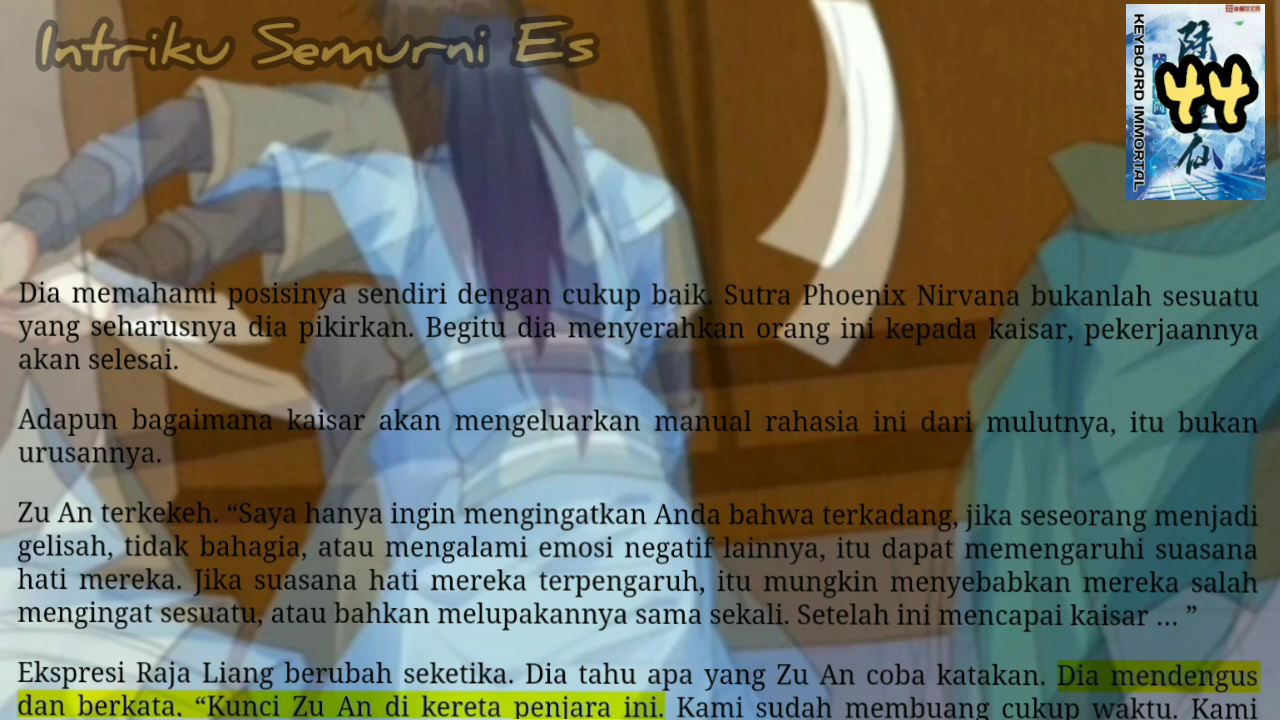 Intriku Semurni Es
KEYBOARD IMMORTAL
44
仙
Dia memahami posisinya sendiri dengan cukup baik. Sutra Phoenix Nirvana bukanlah sesuatu
yang seharusnya dia pikirkan. Begitu dia menyerahkan orang ini kepada kaisar, pekerjaannya
akan selesai.
Adapun bagaimana kaisar akan mengeluarkan manual rahasia ini dari mulutnya, itu bukan
urusannya.
Zu An terkekeh. “Saya hanya ingin mengingatkan Anda bahwa terkadang, jika seseorang menjadi
gelisah, tidak bahagia, atau mengalami emosi negatif lainnya, itu dapat memengaruhi suasana
hati mereka. Jika suasana hati mereka terpengaruh, itu mungkin menyebabkan mereka salah
mengingat sesuatu, atau bahkan melupakannya sama sekali. Setelah ini mencapai kaisar … ”
Ekspresi Raja Liang berubah seketika. Dia tahu apa yang Zu An coba katakan. Dia mendengus
dan berkata, “Kunci Zu An di kereta penjara ini. Kami sudah membuang cukup waktu. Kami